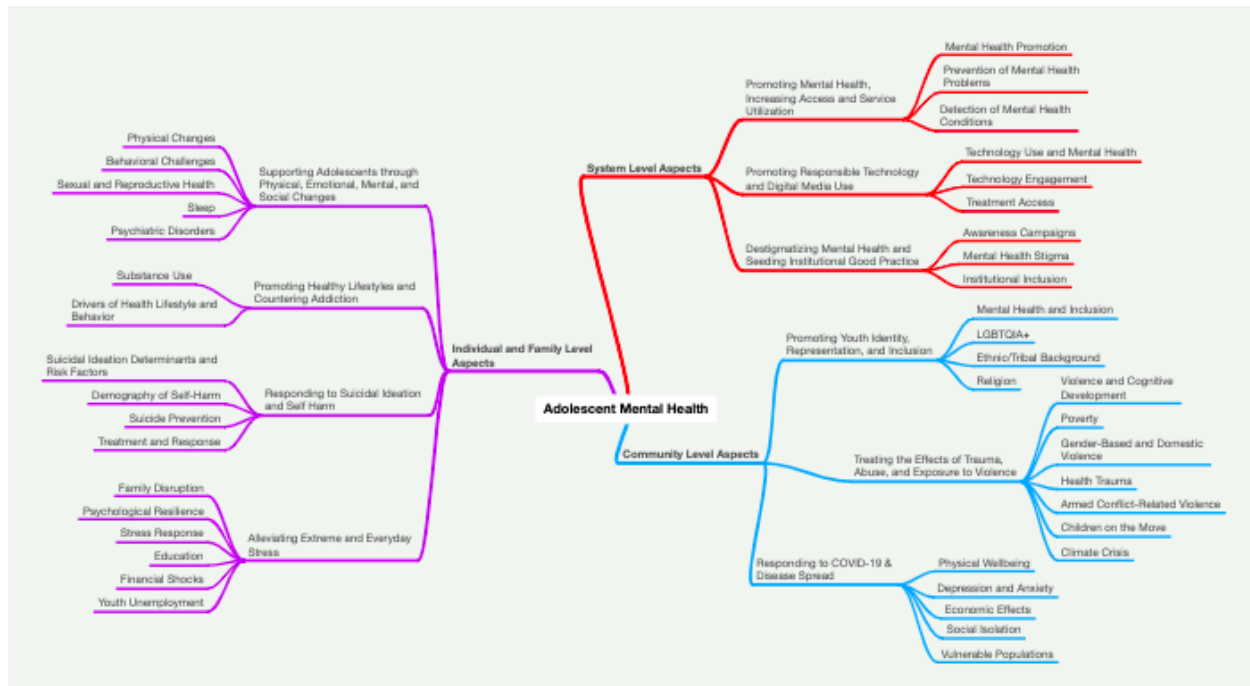 Adolescent Mental Health
System Level Aspects
Promoting Mental Health,
Increasing Access and Service
Utilization
Mental Health Promotion
Prevention of Mental Health
Problems
Detection of Mental Health
Conditions
Promoting Responsible Technology
and Digital Media Use
Technology Use and Mental Health
Technology Engagement
Treatment Access
Destigmatizing Mental Health and
Seeding Institutional Good Practice
Awareness Campaigns
Mental Health Stigma
Institutional Inclusion
Community Level Aspects
Promoting Youth Identity,
Representation, and Inclusion
Mental Health and Inclusion
LGBTQIA+
Ethnic/Tribal Background
Religion
Treating the Effects of Trauma,
Abuse, and Exposure to Violence
Violence and Cognitive
Development
Poverty
Gender-Based and Domestic
Violence
Health Trauma
Armed Conflict-Related Violence
Children on the Move
Climate Crisis
Responding to COVID-19 &
Disease Spread
Physical Wellbeing
Depression and Anxiety
Economic Effects
Social Isolation
Vulnerable Populations
Individual and Family Level
Aspects
Supporting Adolescents through
Physical, Emotional, Mental, and
Social Changes
Physical Changes
Behavioral Challenges
Sexual and Reproductive Health
Sleep
Psychiatric Disorders
Promoting Healthy Lifestyles and
Countering Addiction
Substance Use
Drivers of Health Lifestyle and
Behavior
Responding to Suicidal Ideation
and Self Harm
Suicidal Ideation Determinants and
Risk Factors
Demography of Self-Harm
Suicide Prevention
Treatment and Response
Alleviating Extreme and Everyday
Stress
Family Disruption
Psychological Resilience
Stress Response
Education
Financial Shocks
Youth Unemployment